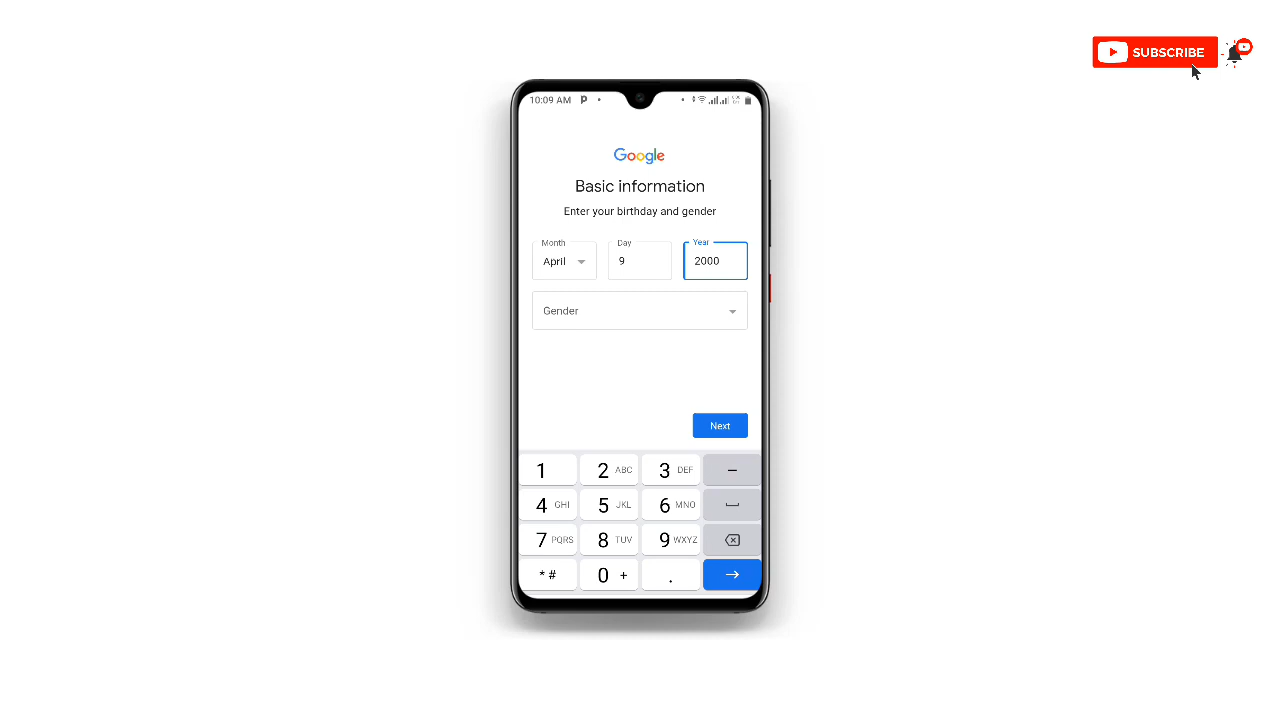 SUBSCRIBE
10:09 AM P
Google
Basic information
Enter your birthday and gender
Month Day Year
April 9 2000
Gender
Next
1 2 ABC 3 DEF –
4 GHI 5 JKL 6 MNO
7 PQRS 8 TUV 9 WXYZ
* # 0 + . →